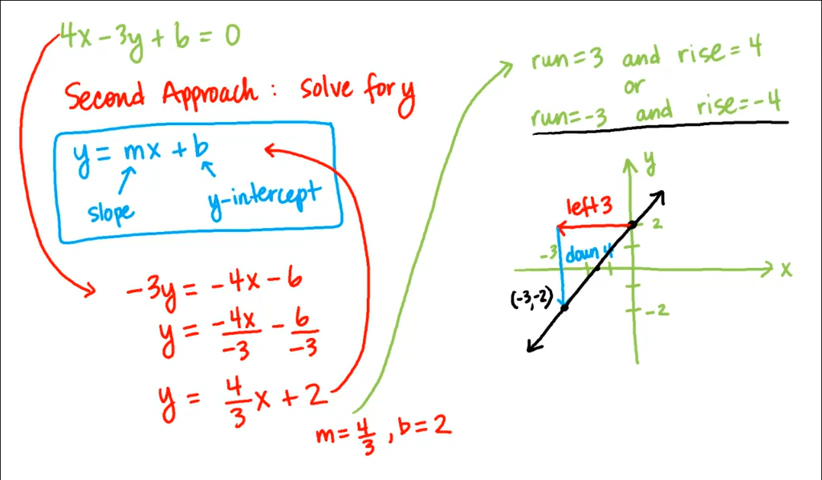 4x - 3y + 6 = 0
Second Approach: solve for y
y = mx + b
slope
y-intercept
-3y = -4x - 6
y = -4x/-3 - 6/-3
y = 4/3 x + 2
m = 4/3, b = 2
run = 3 and rise = 4
or
run = -3 and rise = -4
y
left 3
2
-3
down 4
x
(-3,-2)
-2